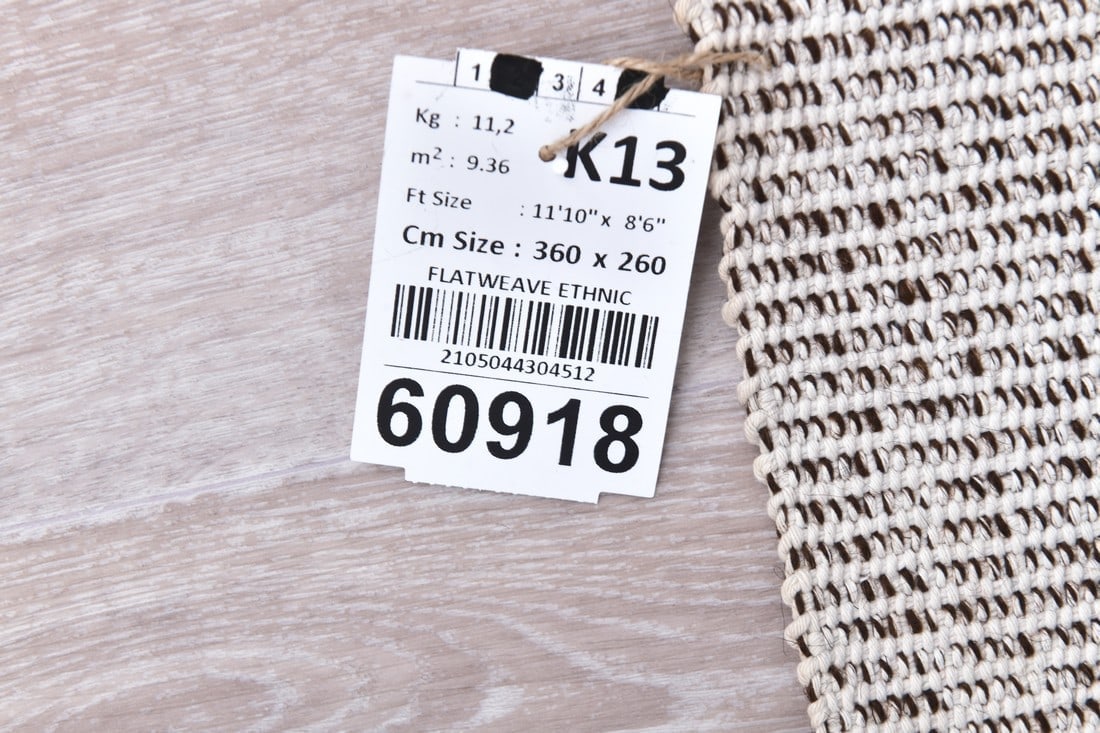 1 3 4
Kg : 11,2
K13
m² : 9.36
Ft Size : 11'10" x 8'6"
Cm Size : 360 x 260
FLATWEAVE ETHNIC
2105044304512
60918